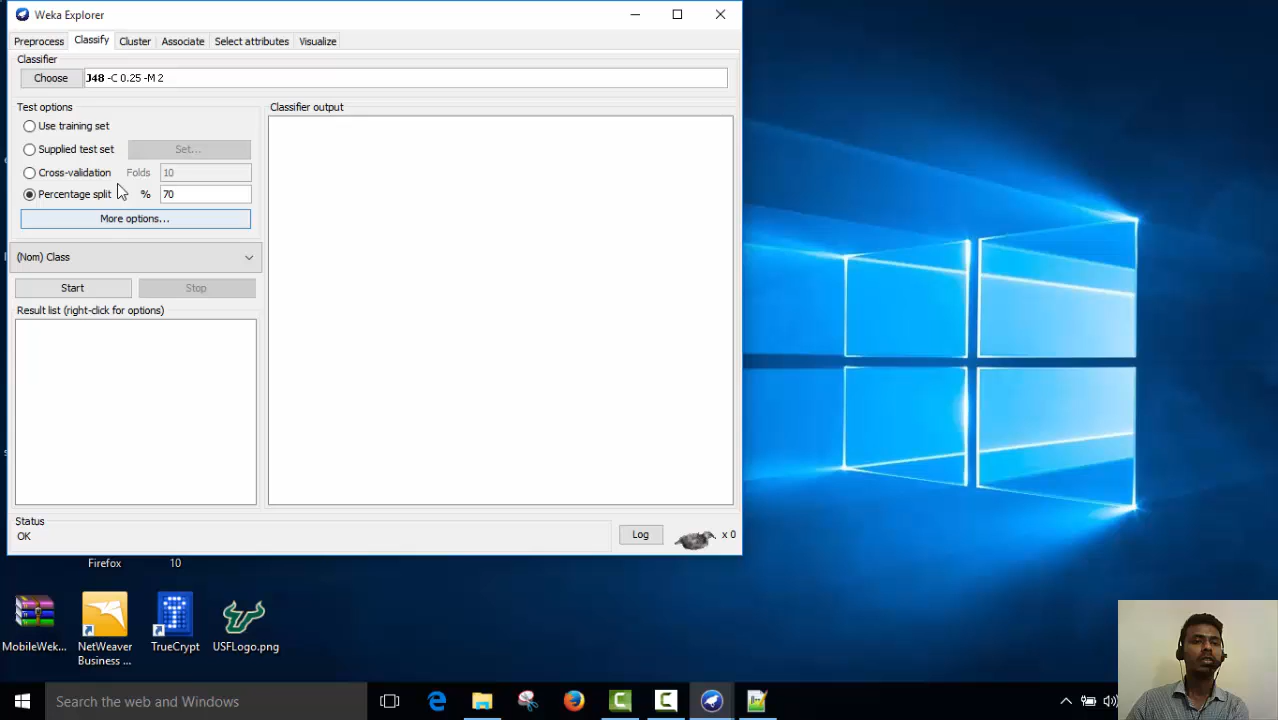 Weka Explorer
Preprocess Classify Cluster Associate Select attributes Visualize
Classifier
Choose J48 -C 0.25 -M 2
Test options
Use training set
Supplied test set Set...
Cross-validation Folds 10
Percentage split % 70
More options...
(Nom) Class
Start Stop
Result list (right-click for options)
Classifier output
Status
OK
Log x 0
Firefox
10
MobileWek...
NetWeaver
Business ...
TrueCrypt
USFLogo.png
Search the web and Windows